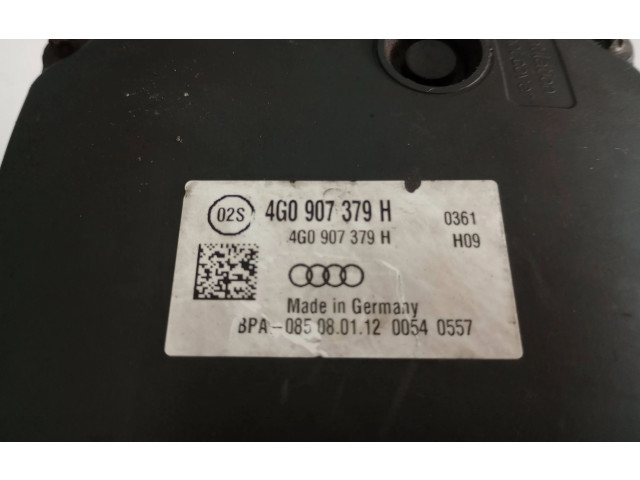 02S 4G0 907 379 H 0361
4G0 907 379 H H09
Made in Germany
BPA-085 08.01.12 0054 0557